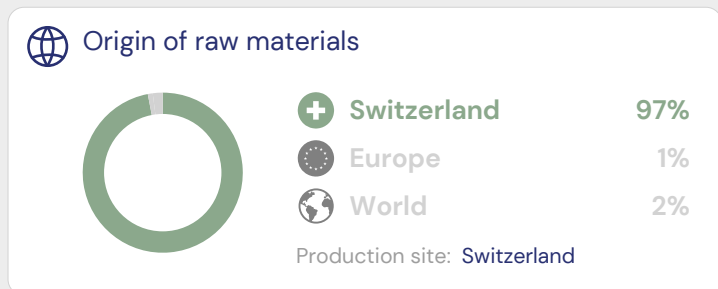 Origin of raw materials
Switzerland 97%
Europe 1%
World 2%
Production site: Switzerland